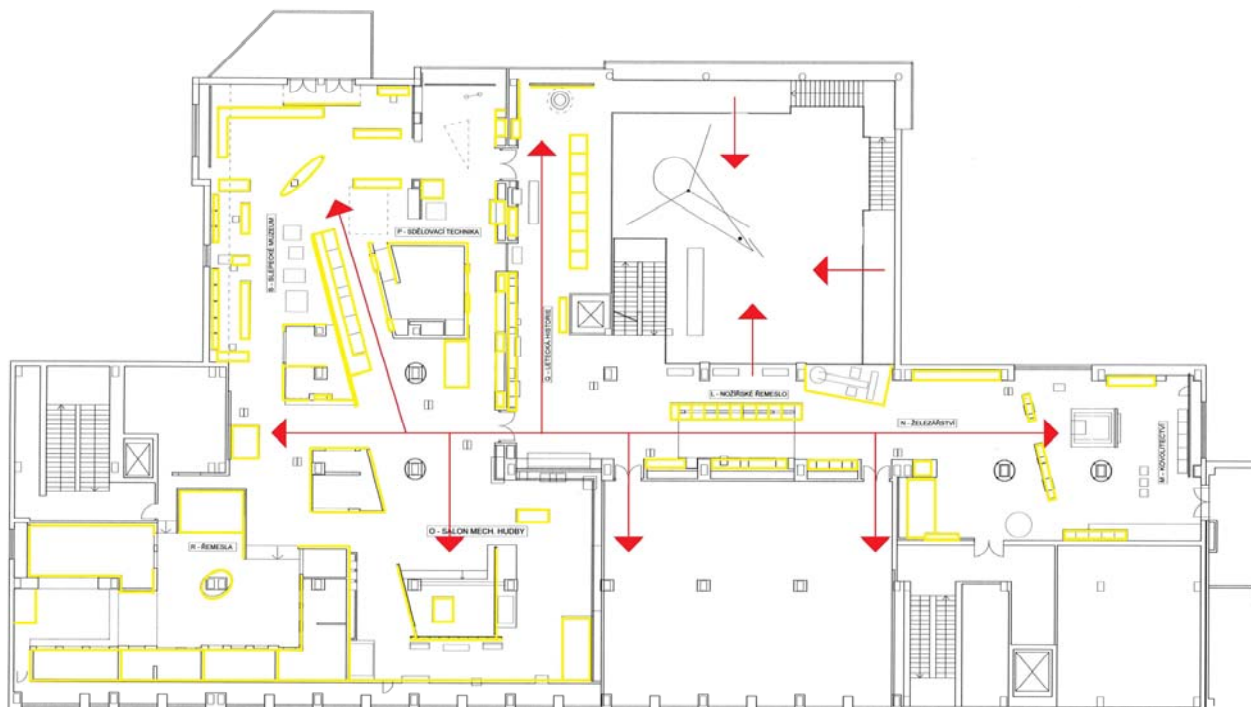 P - SDĚLOVACÍ TECHNIKA
S - SLEPECKÉ MUZEUM
Q - LETECKÁ HISTORIE
L - NOŽÍŘSKÉ ŘEMESLO
N - ŽELEZÁŘSTVÍ
M - KOVOLITECTVÍ
O - SALON MECH. HUDBY
R - ŘEMESLA